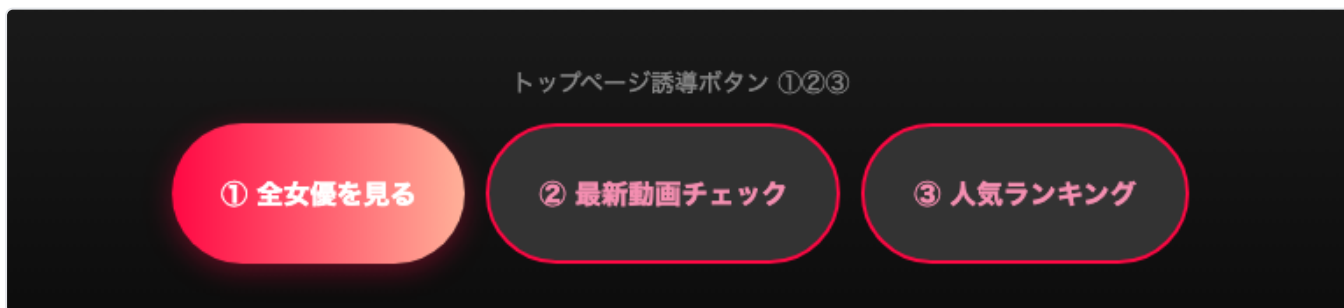 トップページ誘導ボタン ①②③
① 全女優を見る
② 最新動画チェック
③ 人気ランキング